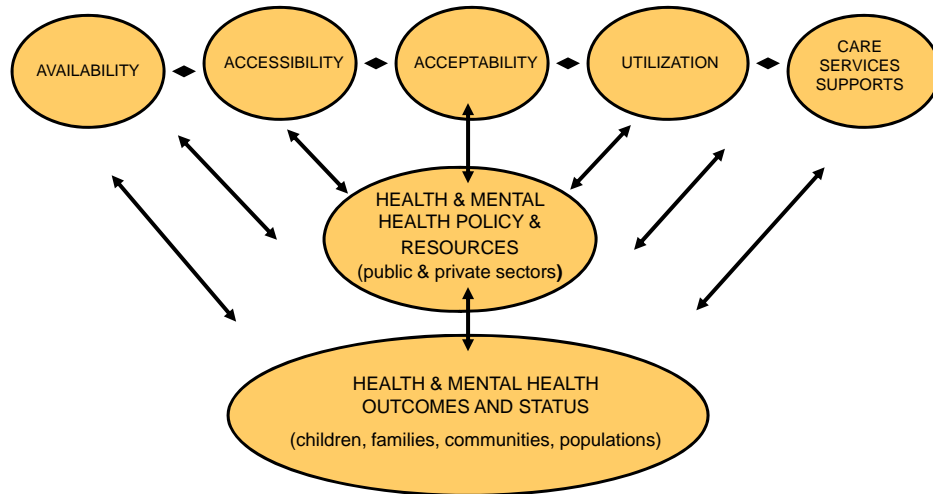 AVAILABILITY
ACCESSIBILITY
ACCEPTABILITY
UTILIZATION
CARE
SERVICES
SUPPORTS
HEALTH & MENTAL
HEALTH POLICY &
RESOURCES
(public & private sectors)
HEALTH & MENTAL HEALTH
OUTCOMES AND STATUS
(children, families, communities, populations)